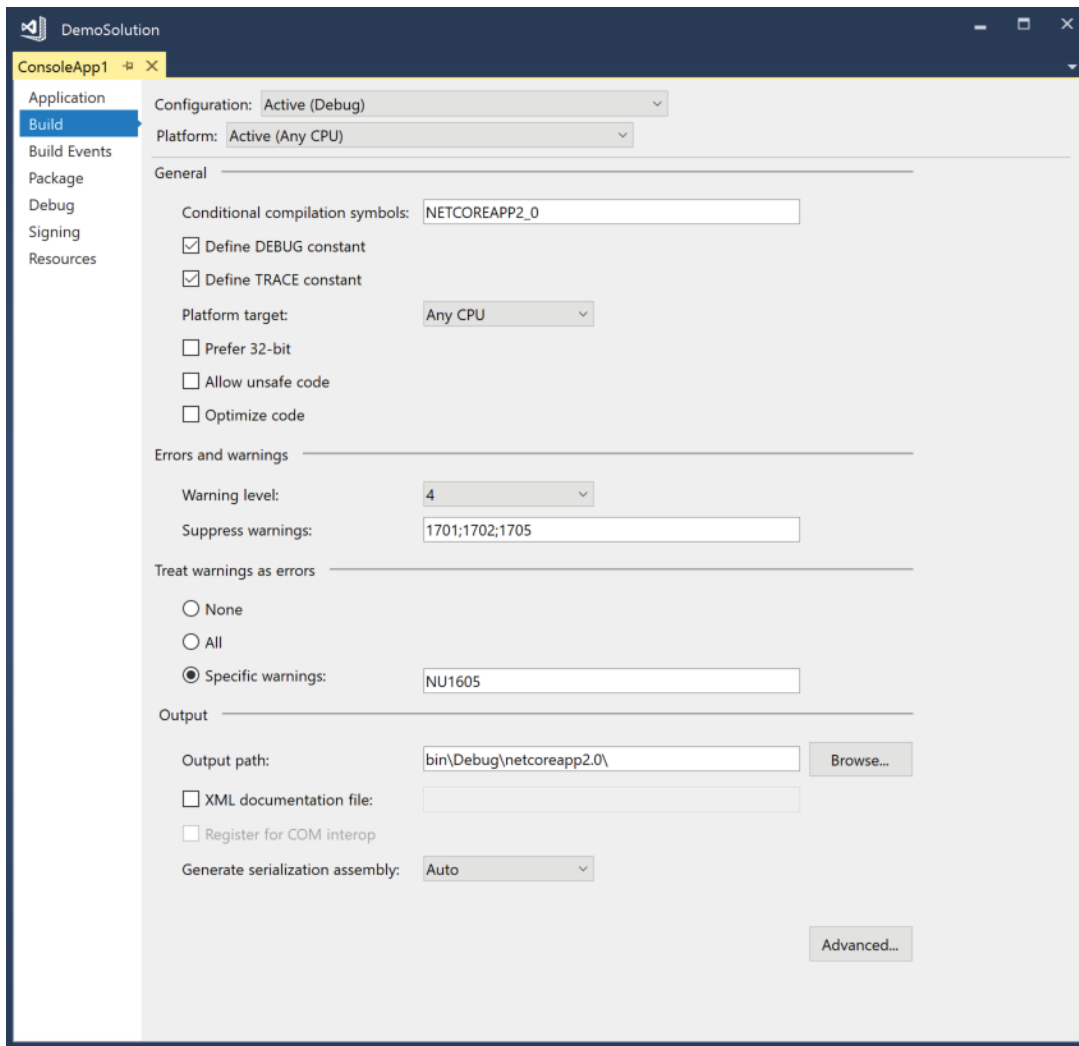 DemoSolution
ConsoleApp1
Application
Build
Build Events
Package
Debug
Signing
Resources
Configuration: Active (Debug)
Platform: Active (Any CPU)
General
Conditional compilation symbols: NETCOREAPP2_0
Define DEBUG constant
Define TRACE constant
Platform target: Any CPU
Prefer 32-bit
Allow unsafe code
Optimize code
Errors and warnings
Warning level: 4
Suppress warnings: 1701;1702;1705
Treat warnings as errors
None
All
Specific warnings: NU1605
Output
Output path: bin\Debug\netcoreapp2.0\ Browse...
XML documentation file:
Register for COM interop
Generate serialization assembly: Auto
Advanced...